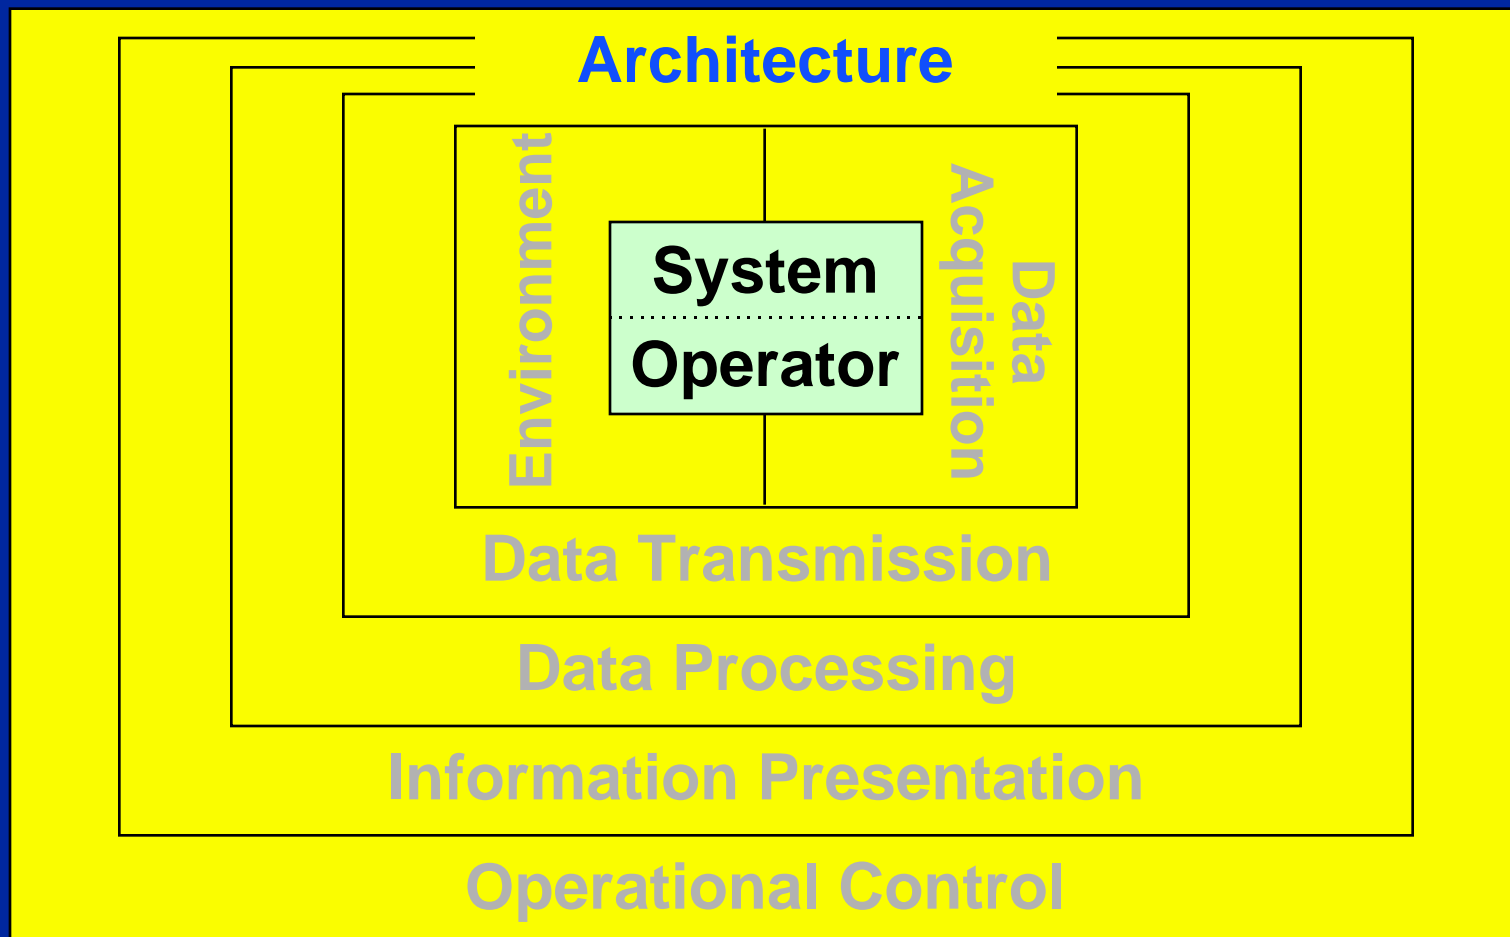 Architecture
Environment
System
Operator
Data
Acquisition
Data Transmission
Data Processing
Information Presentation
Operational Control